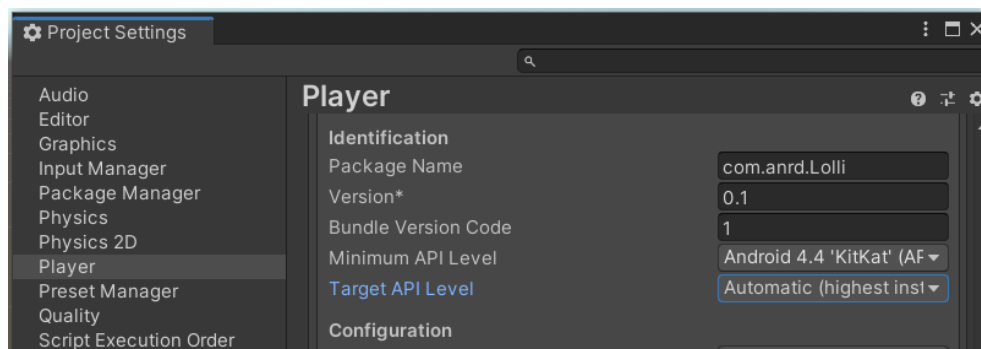 Project Settings
Audio
Editor
Graphics
Input Manager
Package Manager
Physics
Physics 2D
Player
Preset Manager
Quality
Script Execution Order
Player
Identification
Package Name com.anrd.Lolli
Version* 0.1
Bundle Version Code 1
Minimum API Level Android 4.4 'KitKat' (AP
Target API Level Automatic (highest inst
Configuration